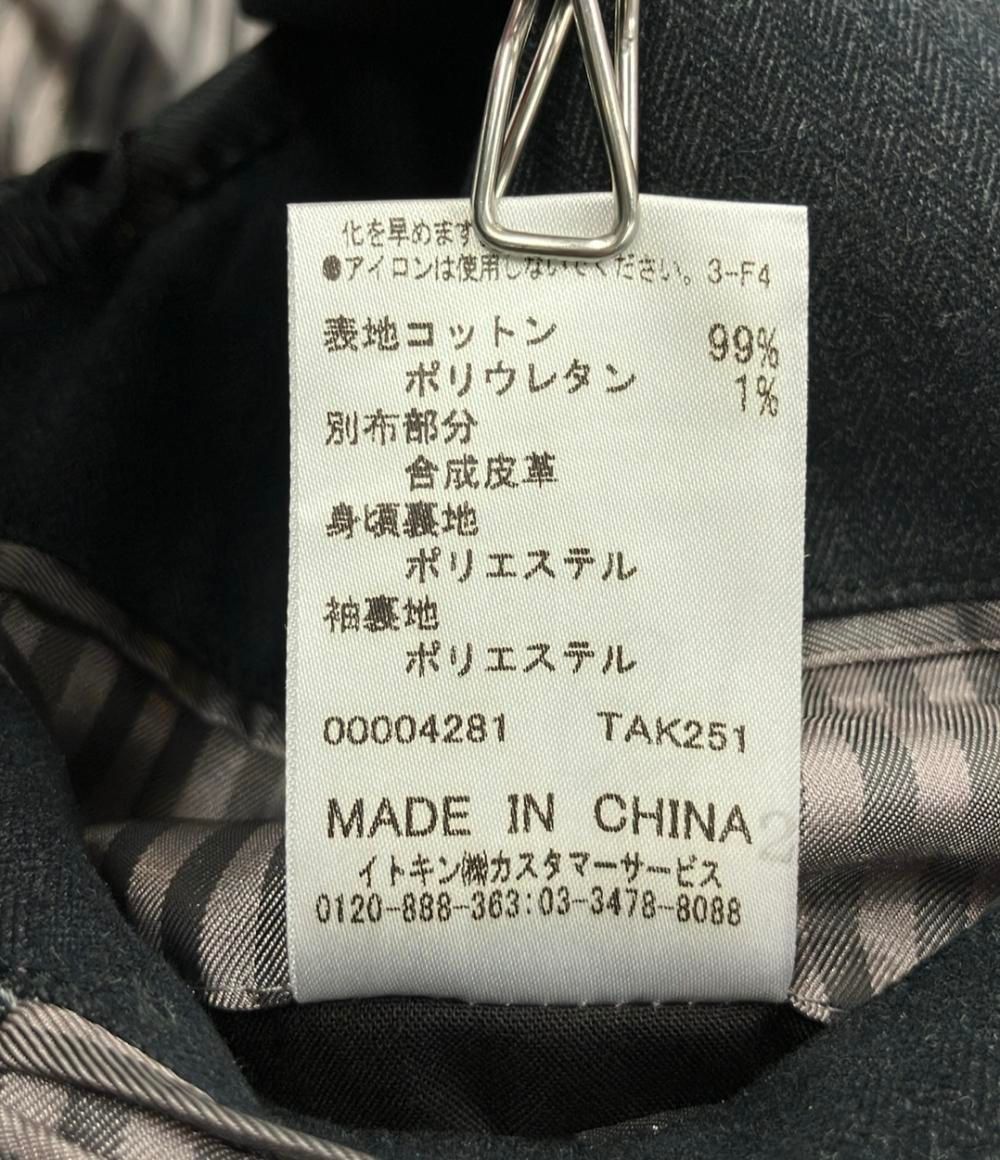 化を早めます
●アイロンは使用しないでください。3-F4
表地コットン 99%
ポリウレタン 1%
別布部分
合成皮革
身頃裏地
ポリエステル
袖裏地
ポリエステル
00004281 TAK251
MADE IN CHINA
イトキン㈱カスタマーサービス
0120-888-363:03-3478-8088